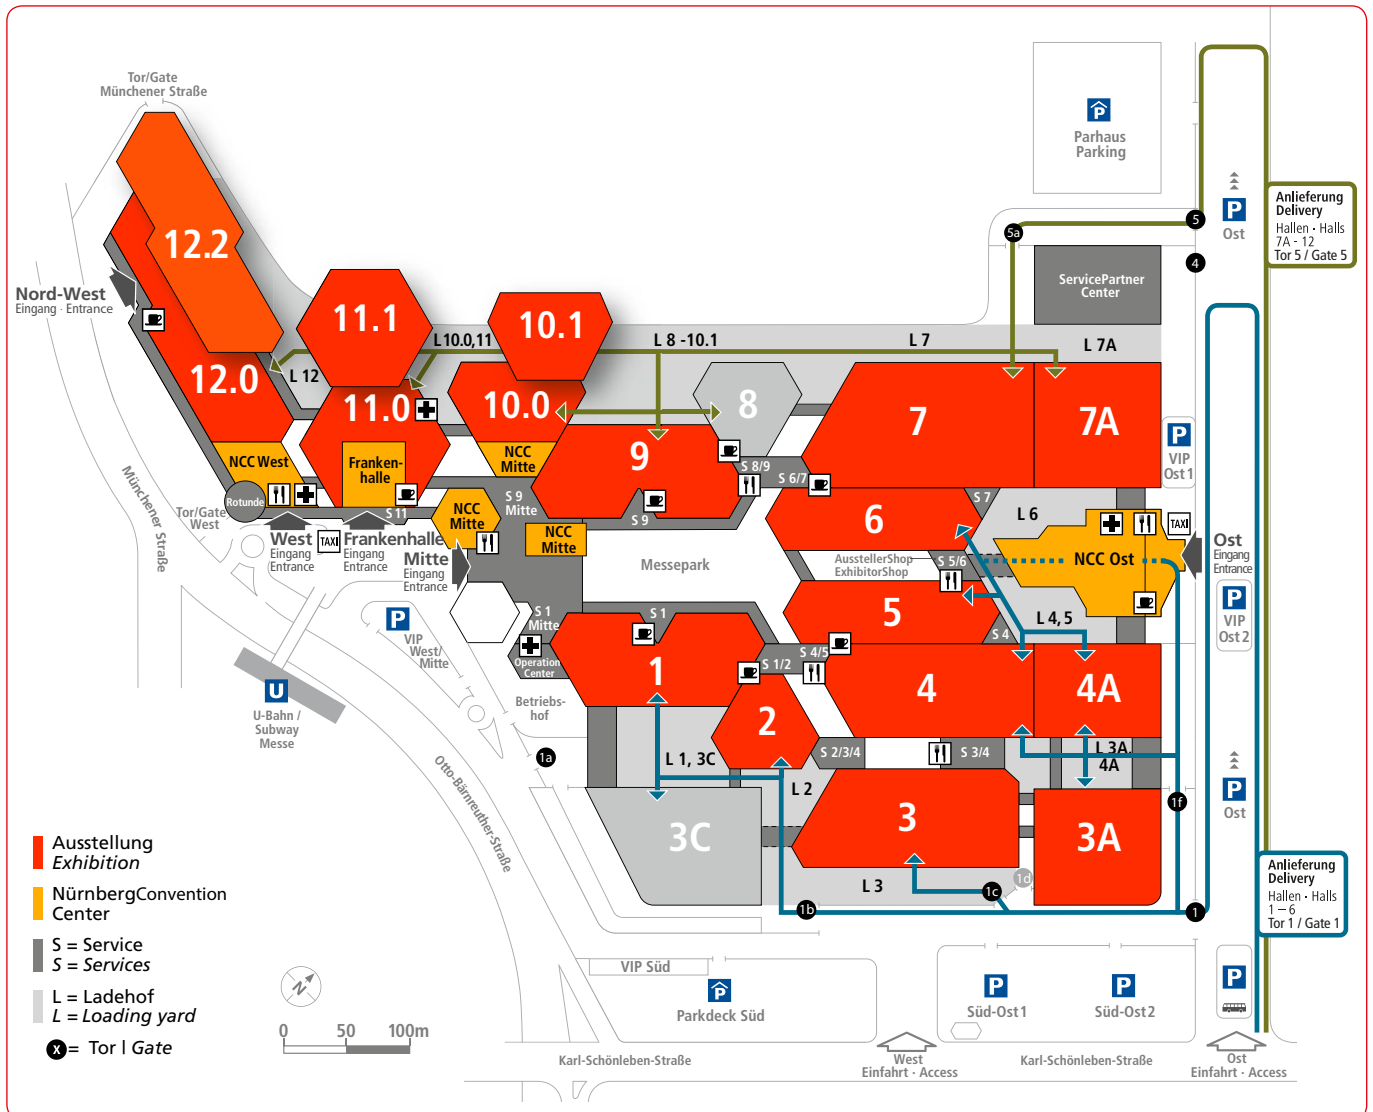 Tor/Gate
Münchener Straße
Parhaus
Parking
12.2
Nord-West
Eingang · Entrance
11.1
10.1
L10.0,11
L 8 -10.1
L 7
L 7A
5
5a
4
Ost
Anlieferung
Delivery
Hallen · Halls
7A - 12
Tor 5 / Gate 5
ServicePartner
Center
12.0
L 12
11.0
10.0
8
7
7A
9
NCC West
Franken-
halle
NCC
Mitte
S 8/9
S 6/7
VIP
Ost 1
Rotunde
S 11
NCC
Mitte
S 9
Mitte
S 9
NCC
Mitte
6
S 7
L 6
TAXI
Tor/Gate
West
Münchener Straße
West
Eingang
Entrance
TAXI
Frankenhalle
Eingang
Entrance
Mitte
Eingang
Entrance
Messepark
AusstellerShop
ExhibitorShop
S 5/6
NCC Ost
Ost
Eingang
Entrance
VIP
Ost 2
5
S 4
L 4, 5
S 1
Mitte
S 1
Operation
Center
1
S 1/2
S 4/5
4
4A
VIP
West/
Mitte
U
U-Bahn /
Subway
Messe
Betriebs-
hof
2
S 2/3/4
S 3/4
L 3A,
4A
1a
L 1, 3C
L 2
Otto-Bärnreuther-Straße
3C
3
3A
1f
Ost
L 3
1b
1c
1d
1
Anlieferung
Delivery
Hallen · Halls
1 – 6
Tor 1 / Gate 1
Ausstellung
Exhibition
NürnbergConvention
Center
S = Service
S = Services
L = Ladehof
L = Loading yard
X = Tor | Gate
N
0 50 100m
VIP Süd
Parkdeck Süd
Süd-Ost1
Süd-Ost2
Karl-Schönleben-Straße
West
Einfahrt · Access
Karl-Schönleben-Straße
Ost
Einfahrt · Access